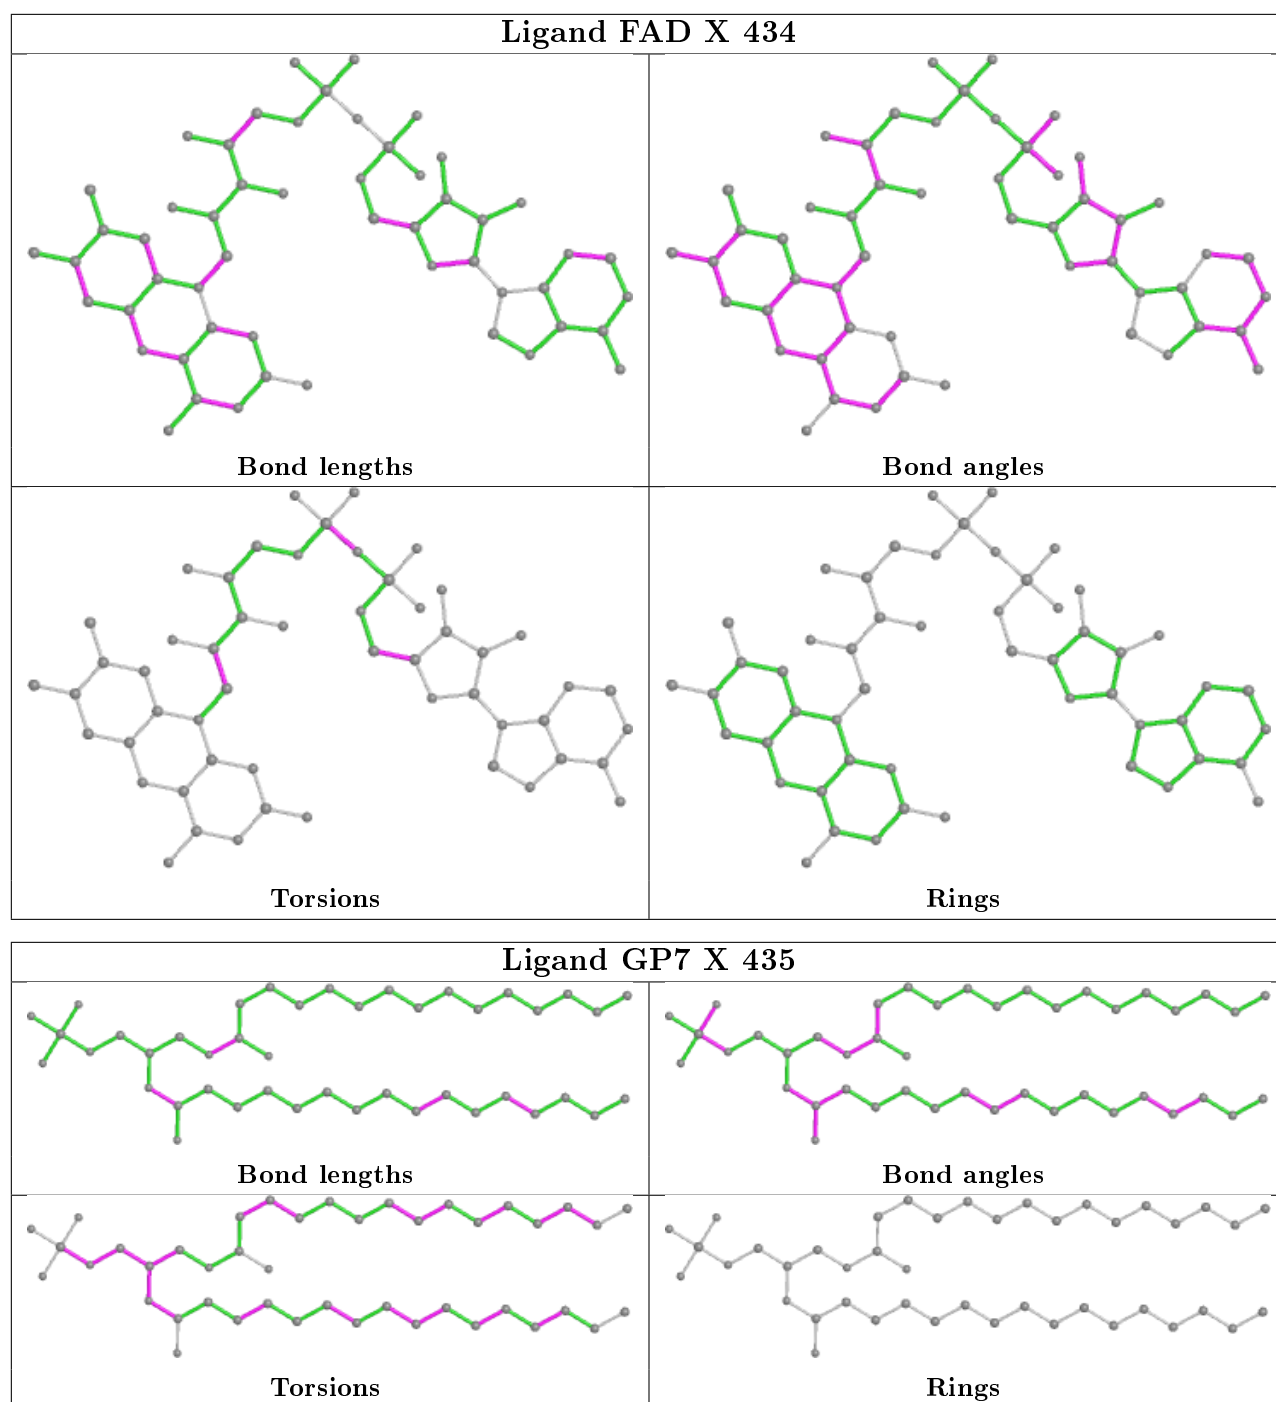 Ligand FAD X 434
Bond lengths
Bond angles
Torsions
Rings
Ligand GP7 X 435
Bond lengths
Bond angles
Torsions
Rings